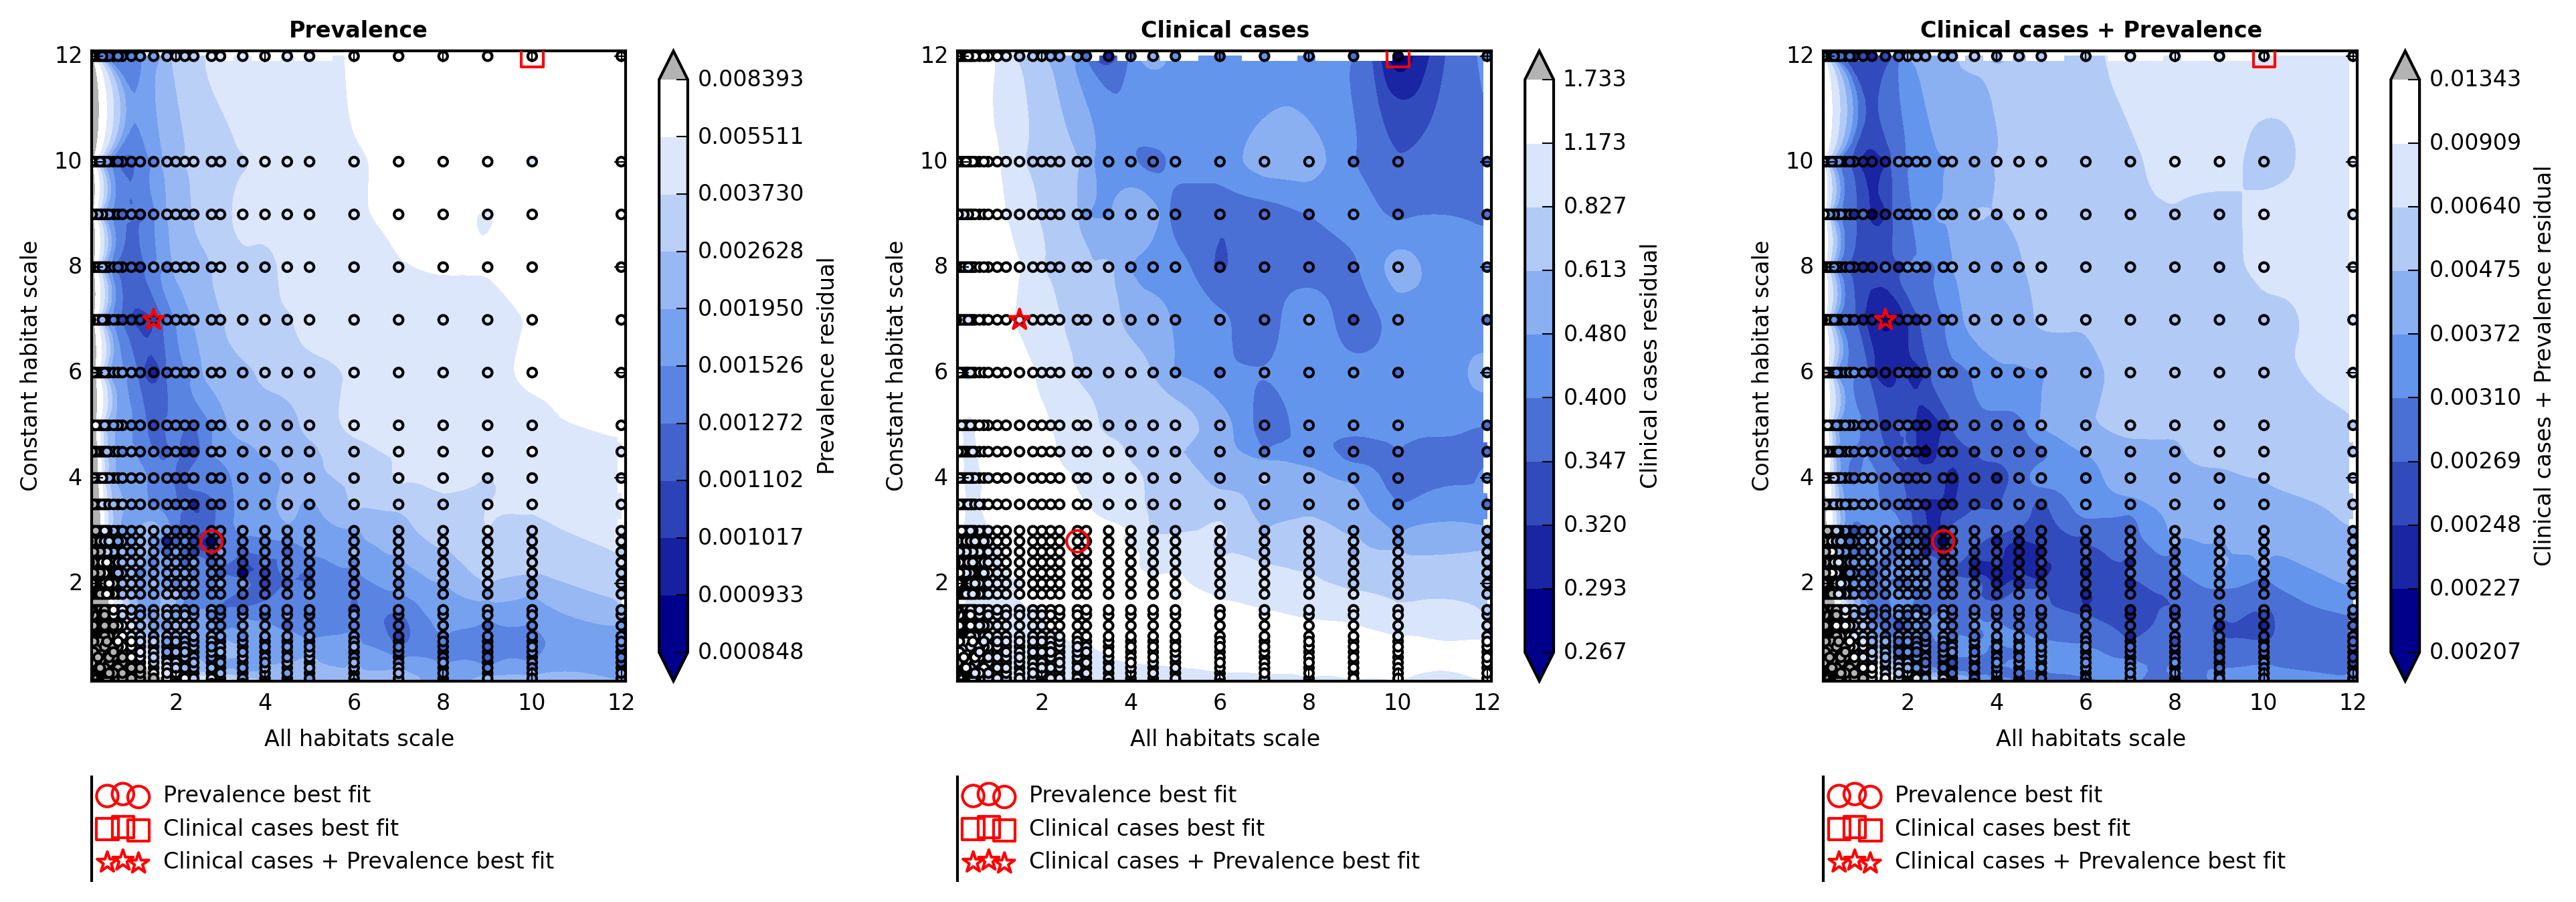 Prevalence
12
10
8
6
4
2
2 4 6 8 10 12
Constant habitat scale
All habitats scale
0.008393
0.005511
0.003730
0.002628
0.001950
0.001526
0.001272
0.001102
0.001017
0.000933
0.000848
Prevalence residual
Prevalence best fit
Clinical cases best fit
Clinical cases + Prevalence best fit
Clinical cases
12
10
8
6
4
2
2 4 6 8 10 12
Constant habitat scale
All habitats scale
1.733
1.173
0.827
0.613
0.480
0.400
0.347
0.320
0.293
0.267
Clinical cases residual
Prevalence best fit
Clinical cases best fit
Clinical cases + Prevalence best fit
Clinical cases + Prevalence
12
10
8
6
4
2
2 4 6 8 10 12
Constant habitat scale
All habitats scale
0.01343
0.00909
0.00640
0.00475
0.00372
0.00310
0.00269
0.00248
0.00227
0.00207
Clinical cases + Prevalence residual
Prevalence best fit
Clinical cases best fit
Clinical cases + Prevalence best fit